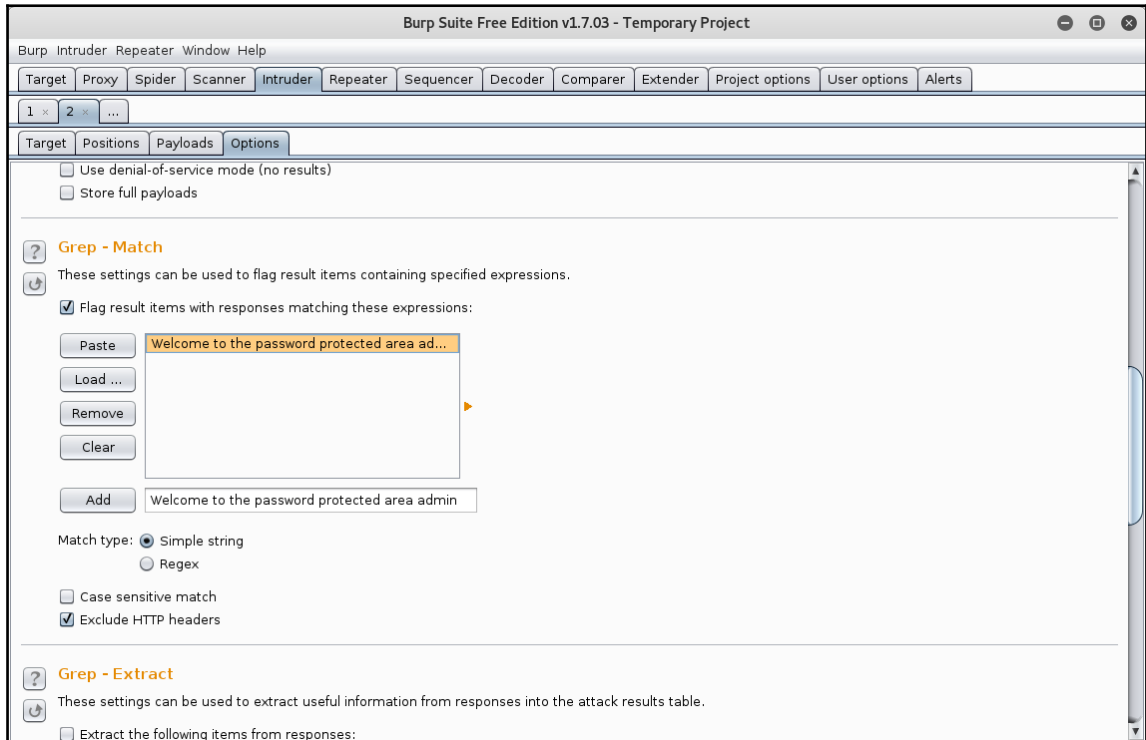 Burp Suite Free Edition v1.7.03 - Temporary Project
Burp Intruder Repeater Window Help
Target Proxy Spider Scanner Intruder Repeater Sequencer Decoder Comparer Extender Project options User options Alerts
1 × 2 × ...
Target Positions Payloads Options
Use denial-of-service mode (no results)
Store full payloads
? Grep - Match
These settings can be used to flag result items containing specified expressions.
Flag result items with responses matching these expressions:
Paste Welcome to the password protected area ad...
Load ...
Remove
Clear
Add Welcome to the password protected area admin
Match type: Simple string
Regex
Case sensitive match
Exclude HTTP headers
? Grep - Extract
These settings can be used to extract useful information from responses into the attack results table.
Extract the following items from responses: